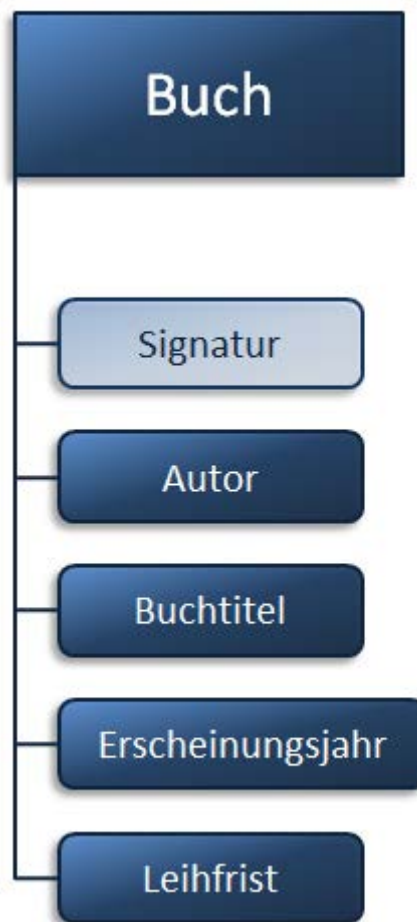 Buch
Signatur
Autor
Buchtitel
Erscheinungsjahr
Leihfrist